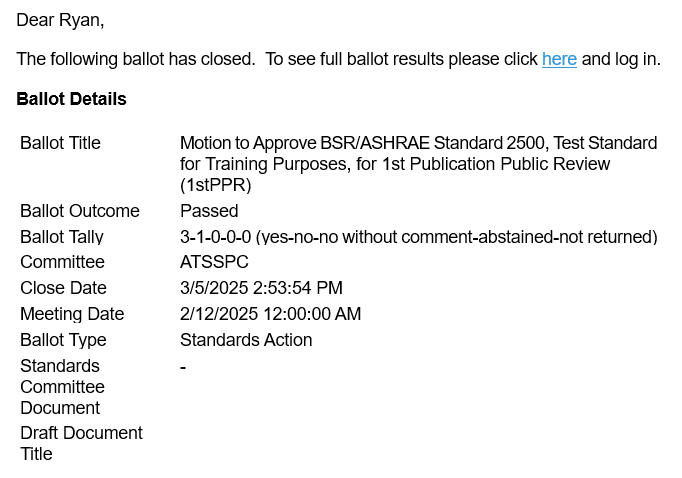 Dear Ryan,
The following ballot has closed.  To see full ballot results please click here and log in.
Ballot Details
Ballot Title Motion to Approve BSR/ASHRAE Standard 2500, Test Standard
for Training Purposes, for 1st Publication Public Review
(1stPPR)
Ballot Outcome Passed
Ballot Tally 3-1-0-0-0 (yes-no-no without comment-abstained-not returned)
Committee ATSSPC
Close Date 3/5/2025 2:53:54 PM
Meeting Date 2/12/2025 12:00:00 AM
Ballot Type Standards Action
Standards -
Committee
Document
Draft Document
Title